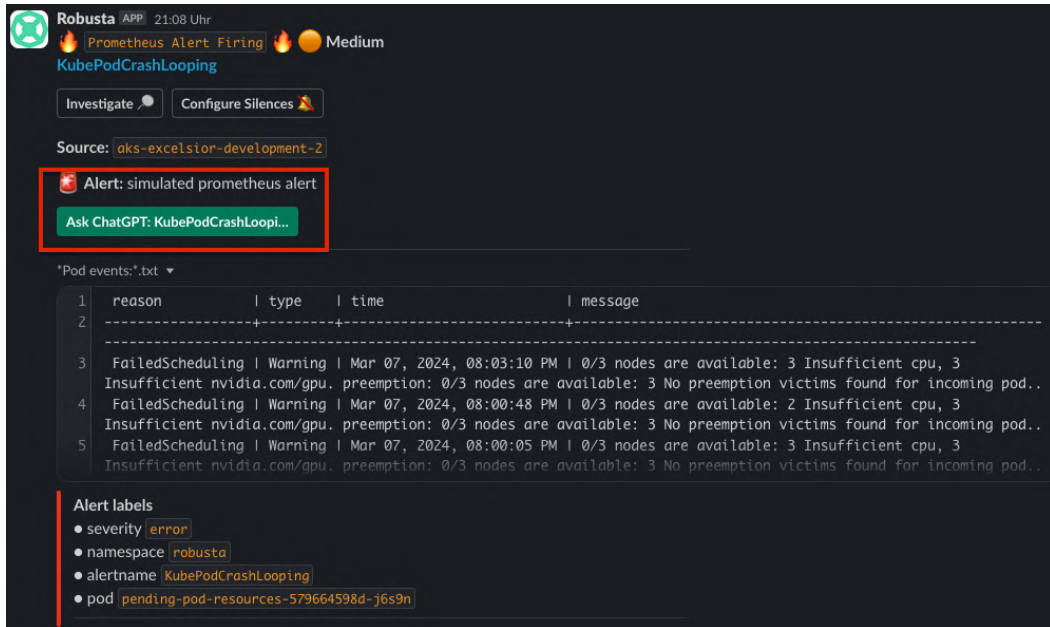 Robusta APP 21:08 Uhr
Prometheus Alert Firing Medium
KubePodCrashLooping
Investigate Configure Silences
Source: aks-excelsior-development-2
Alert: simulated prometheus alert
Ask ChatGPT: KubePodCrashLoopi...
*Pod events:*.txt
1 reason | type | time | message
2 ------------------+---------+---------------------------+----------------------------------------------------------
-----------------------------------------------------------------------------------------------------------
3 FailedScheduling | Warning | Mar 07, 2024, 08:03:10 PM | 0/3 nodes are available: 3 Insufficient cpu, 3
Insufficient nvidia.com/gpu. preemption: 0/3 nodes are available: 3 No preemption victims found for incoming pod..
4 FailedScheduling | Warning | Mar 07, 2024, 08:00:48 PM | 0/3 nodes are available: 2 Insufficient cpu, 3
Insufficient nvidia.com/gpu. preemption: 0/3 nodes are available: 3 No preemption victims found for incoming pod..
5 FailedScheduling | Warning | Mar 07, 2024, 08:00:05 PM | 0/3 nodes are available: 3 Insufficient cpu, 3
Insufficient nvidia.com/gpu. preemption: 0/3 nodes are available: 3 No preemption victims found for incoming pod..
Alert labels
● severity error
● namespace robusta
● alertname KubePodCrashLooping
● pod pending-pod-resources-579664598d-j6s9n